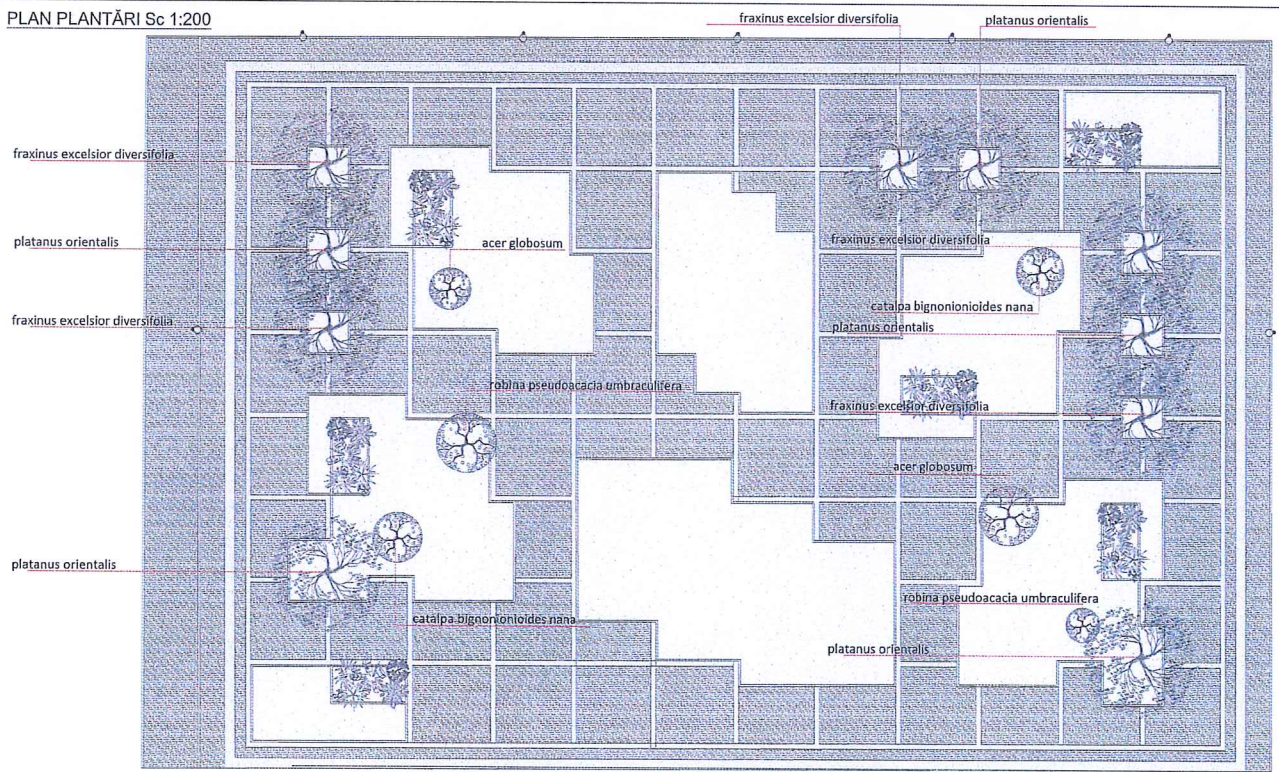 PLAN PLANTĂRI Sc 1:200
fraxinus excelsior diversifolia
platanus orientalis
fraxinus excelsior diversifolia
platanus orientalis
acer globosum
fraxinus excelsior diversifolia
catalpa bignonionioides nana
fraxinus excelsior diversifolia
platanus orientalis
robina pseudoacacia umbraculifera
fraxinus excelsior diversifolia
acer globosum
platanus orientalis
robina pseudoacacia umbraculifera
catalpa bignonionioides nana
platanus orientalis